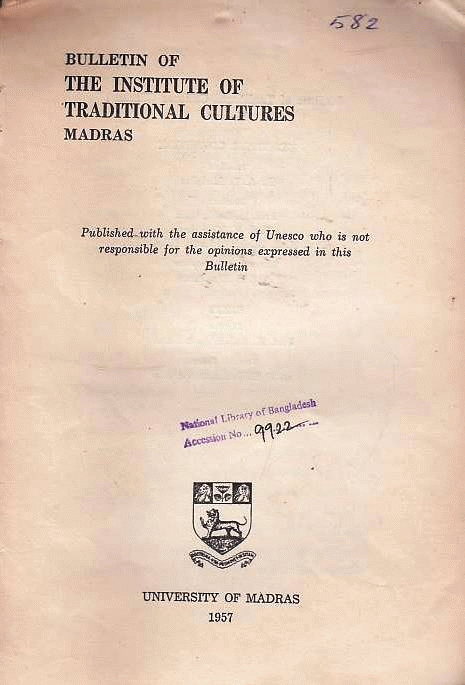 582
BULLETIN OF
THE INSTITUTE OF
TRADITIONAL CULTURES
MADRAS
Published with the assistance of Unesco who is not
responsible for the opinions expressed in this
Bulletin
National Library of Bangladesh
Accession No... 9922
UNIVERSITY OF MADRAS
1957